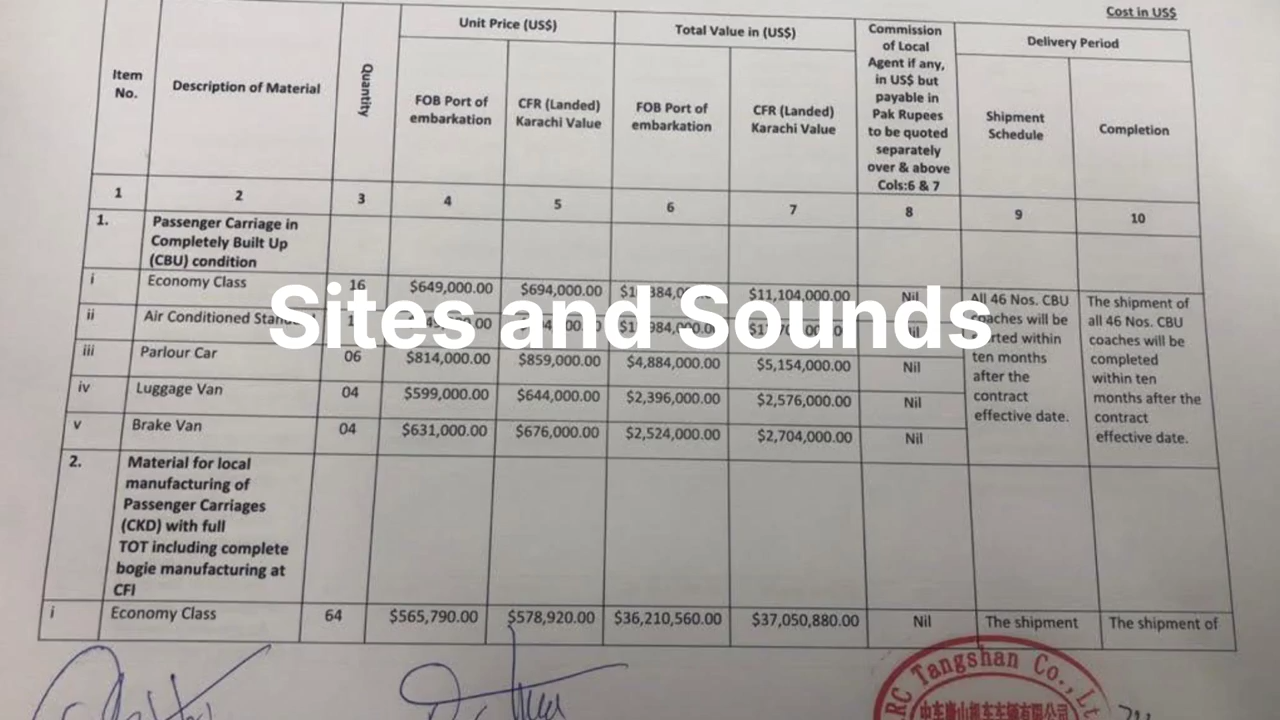 Cost in US$
Item No.
Description of Material
Quantity
Unit Price (US$)
Total Value in (US$)
Commission of Local Agent if any, in US$ but payable in Pak Rupees to be quoted separately over & above Cols:6 & 7
Delivery Period
FOB Port of embarkation
CFR (Landed) Karachi Value
FOB Port of embarkation
CFR (Landed) Karachi Value
Shipment Schedule
Completion
1 2 3 4 5 6 7 8 9 10
1. Passenger Carriage in Completely Built Up (CBU) condition
i Economy Class 16 $649,000.00 $694,000.00 $11,104,000.00 Nil
ii Air Conditioned
iii Parlour Car 06 $814,000.00 $859,000.00 $4,884,000.00 $5,154,000.00 Nil
iv Luggage Van 04 $599,000.00 $644,000.00 $2,396,000.00 $2,576,000.00 Nil
v Brake Van 04 $631,000.00 $676,000.00 $2,524,000.00 $2,704,000.00 Nil
All 46 Nos. CBU
coaches will be
within
ten months
after the
contract
effective date.
The shipment of
all 46 Nos. CBU
coaches will be
completed
within ten
months after the
contract
effective date.
Sites and Sounds
2. Material for local
manufacturing of
Passenger Carriages
(CKD) with full
TOT including complete
bogie manufacturing at
CFI
i Economy Class 64 $565,790.00 $578,920.00 $36,210,560.00 $37,050,880.00 Nil The shipment The shipment of
RC Tangshan Co.,